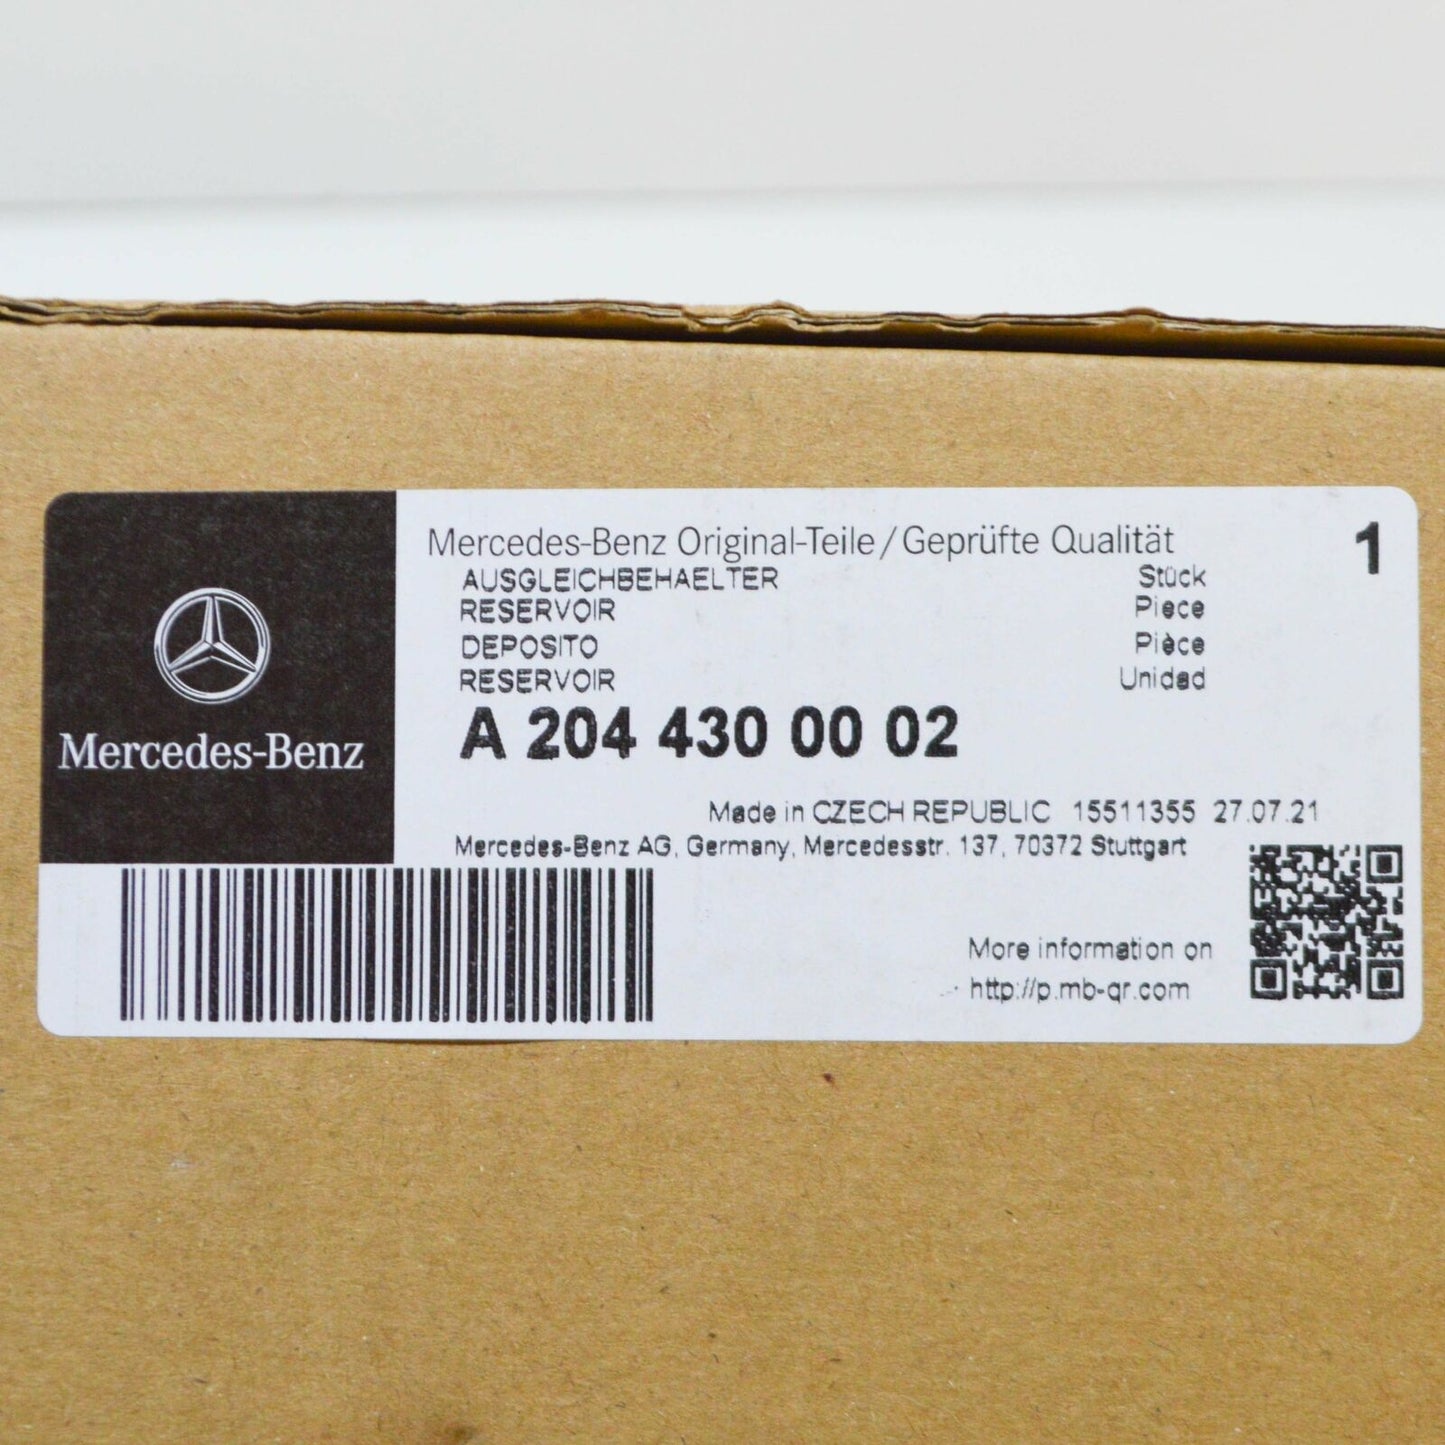 Mercedes-Benz
Mercedes-Benz Original-Teile/Geprüfte Qualität 1
AUSGLEICHBEHAELTER Stück
RESERVOIR Piece
DEPOSITO Pièce
RESERVOIR Unidad
A 204 430 00 02
Made in CZECH REPUBLIC 15511355 27.07.21
Mercedes-Benz AG, Germany, Mercedesstr. 137, 70372 Stuttgart
More information on
http://p.mb-qr.com